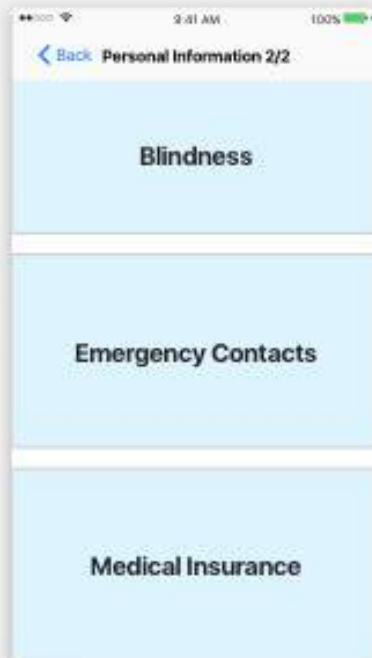 9:41 AM 100%
Back Personal Information 2/2
Blindness
Emergency Contacts
Medical Insurance